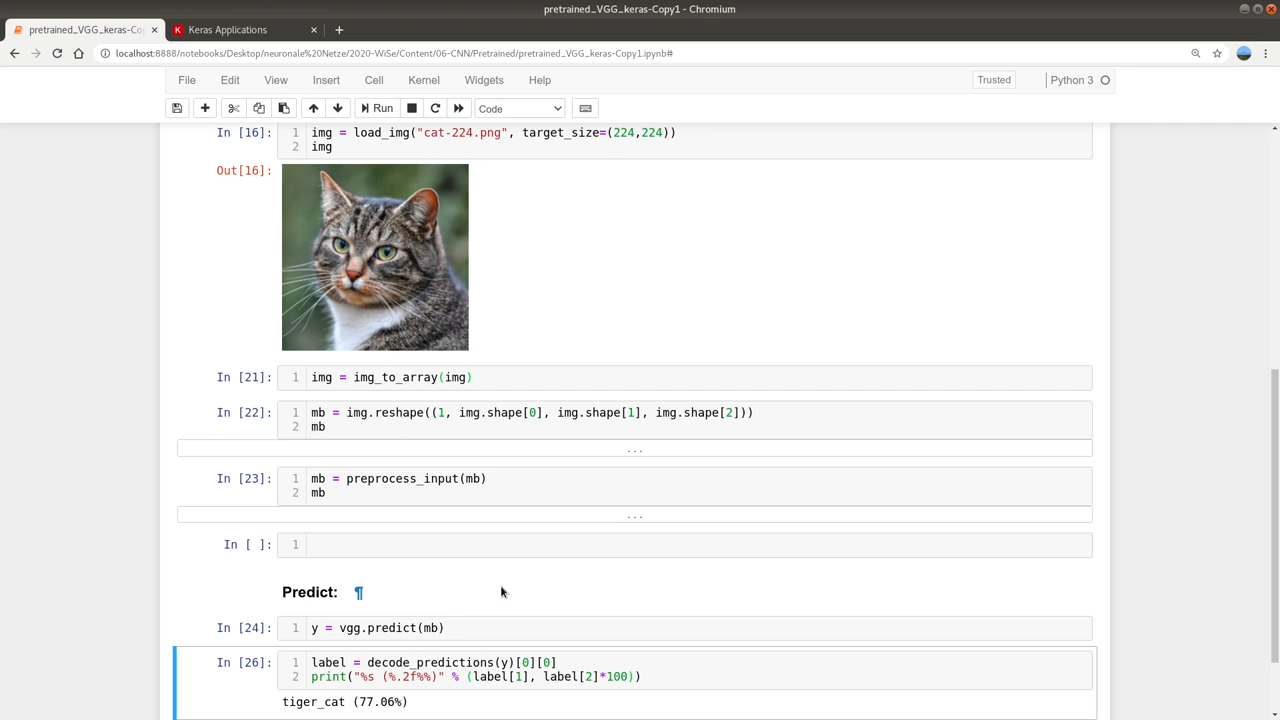 pretrained_VGG_keras-Copy1 - Chromium
pretrained_VGG_keras-Co
Keras Applications
localhost:8888/notebooks/Desktop/neuronale%20Netze/2020-WiSe/Content/06-CNN/Pretrained/pretrained_VGG_keras-Copy1.ipynb#
File Edit View Insert Cell Kernel Widgets Help Trusted Python 3
Run Code
In [16]: 1 img = load_img("cat-224.png", target_size=(224,224))
2 img
Out[16]:
In [21]: 1 img = img_to_array(img)
In [22]: 1 mb = img.reshape((1, img.shape[0], img.shape[1], img.shape[2]))
2 mb
...
In [23]: 1 mb = preprocess_input(mb)
2 mb
...
In [ ]: 1
Predict: ¶
In [24]: 1 y = vgg.predict(mb)
In [26]: 1 label = decode_predictions(y)[0][0]
2 print("%s (%.2f%%)" % (label[1], label[2]*100))
tiger_cat (77.06%)